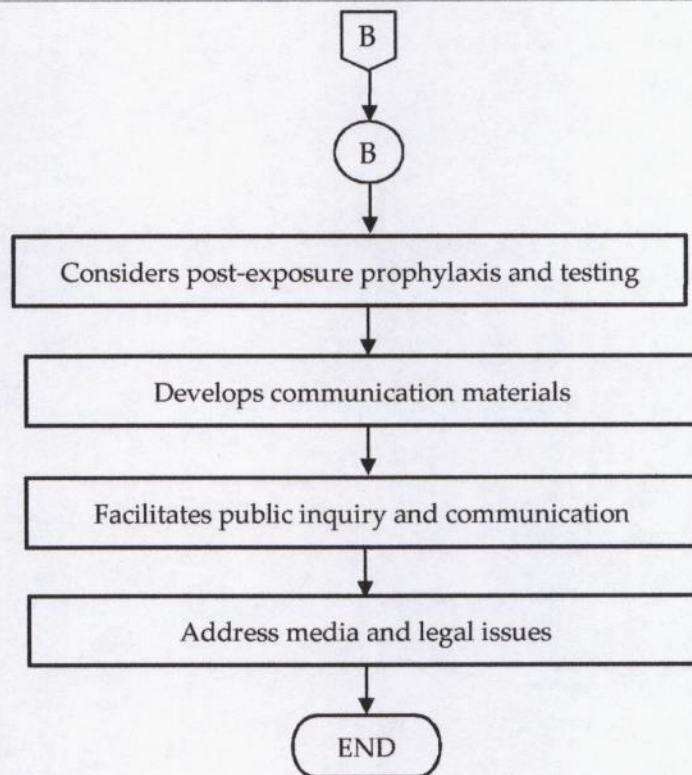 B
B
Considers post-exposure prophylaxis and testing
Develops communication materials
Facilitates public inquiry and communication
Address media and legal issues
END